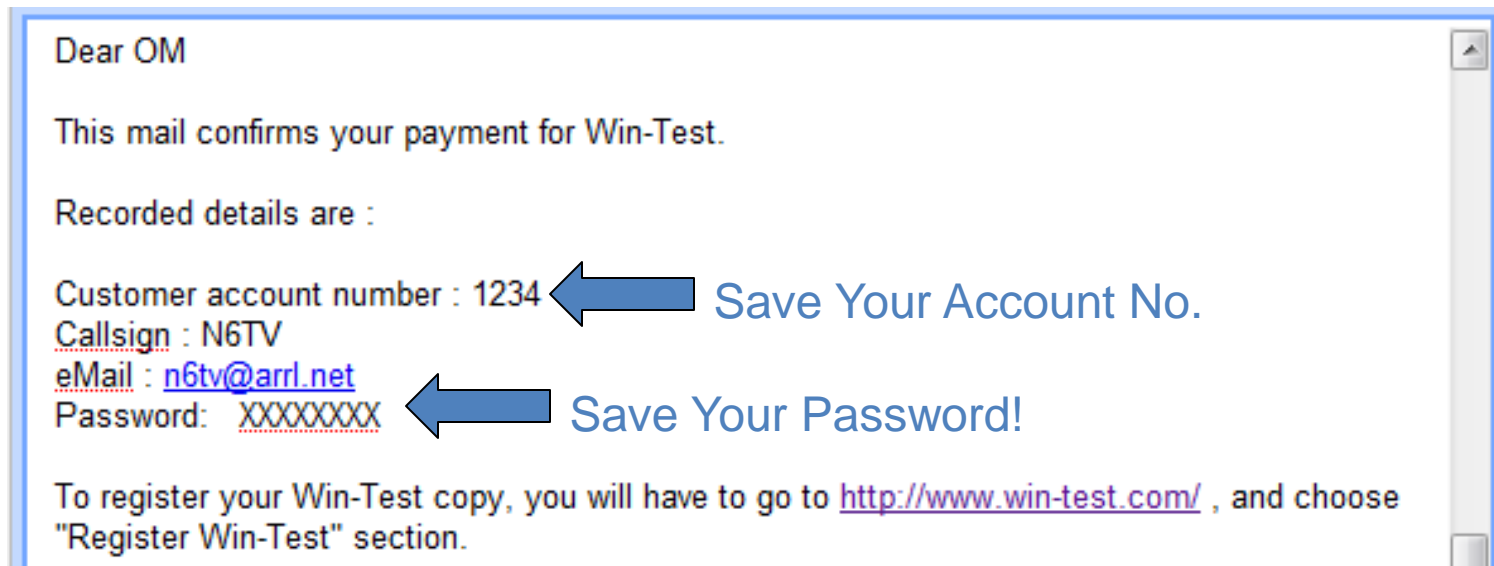 Dear OM
This mail confirms your payment for Win-Test.
Recorded details are :
Customer account number : 1234
Save Your Account No.
Callsign : N6TV
eMail : n6tv@arrl.net
Password: XXXXXXXX
Save Your Password!
To register your Win-Test copy, you will have to go to http://www.win-test.com/ , and choose
"Register Win-Test" section.